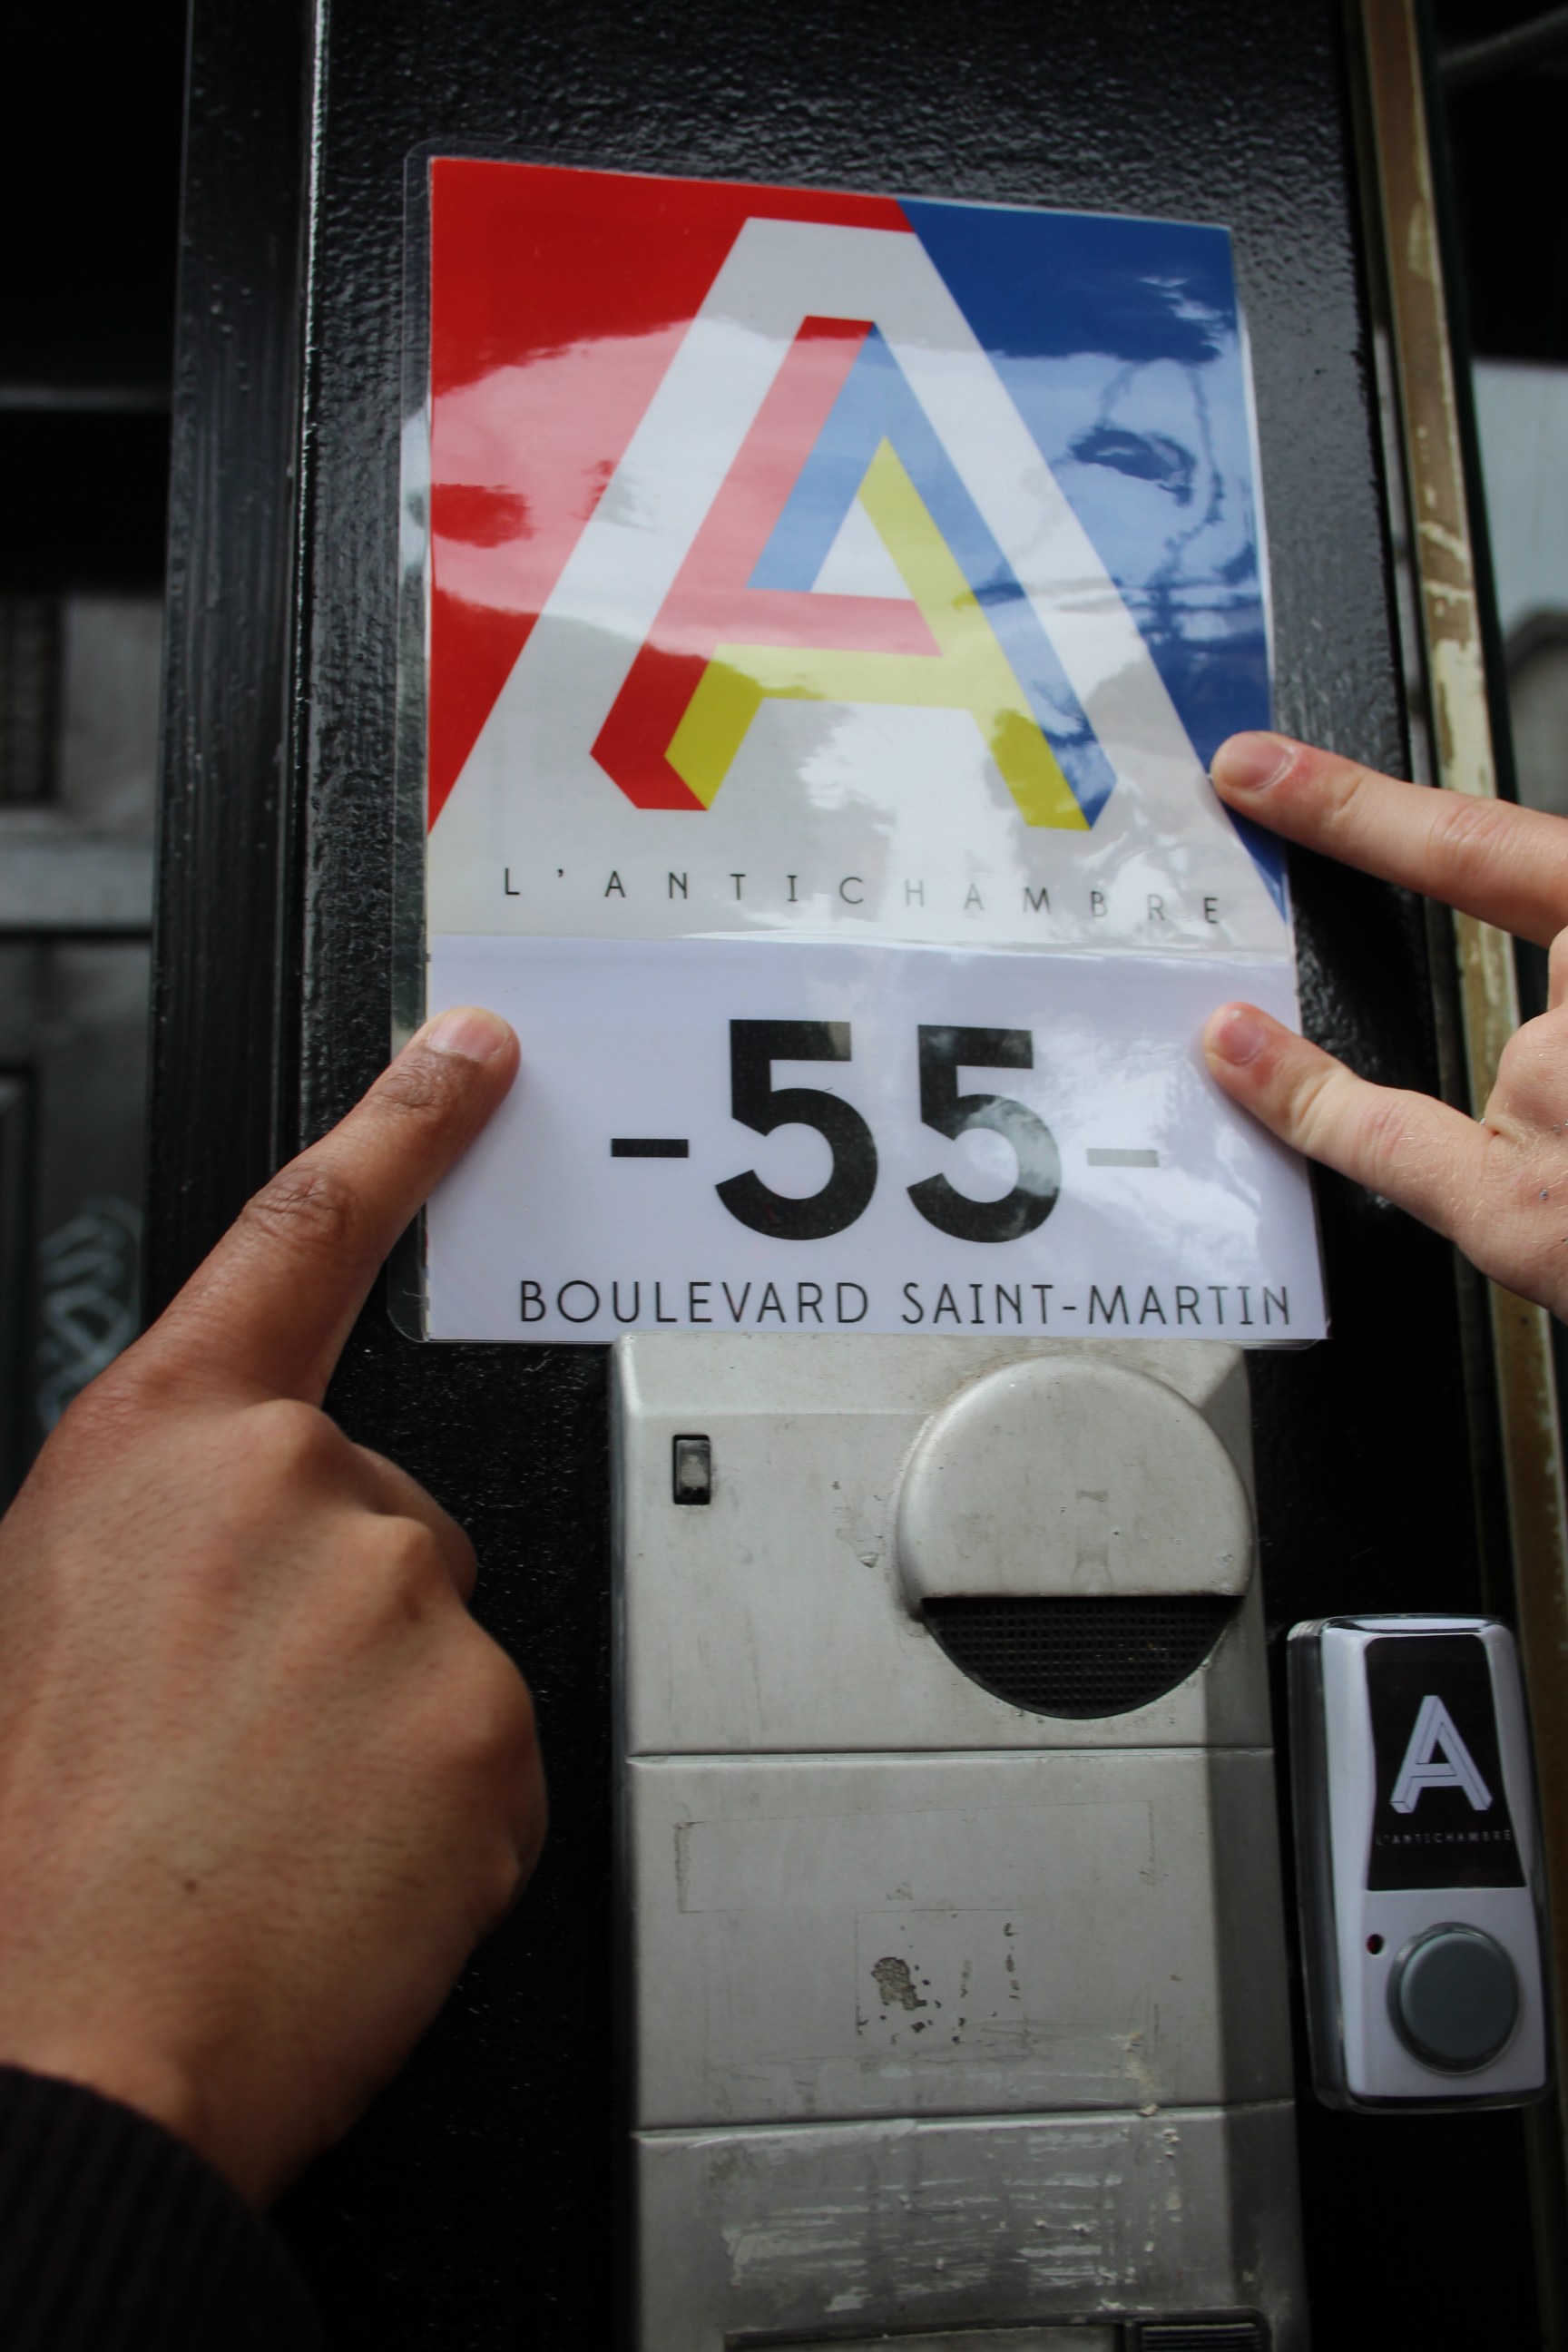 A
L'ANTICHAMBRE
-55-
BOULEVARD SAINT-MARTIN
A
L'ANTICHAMBRE